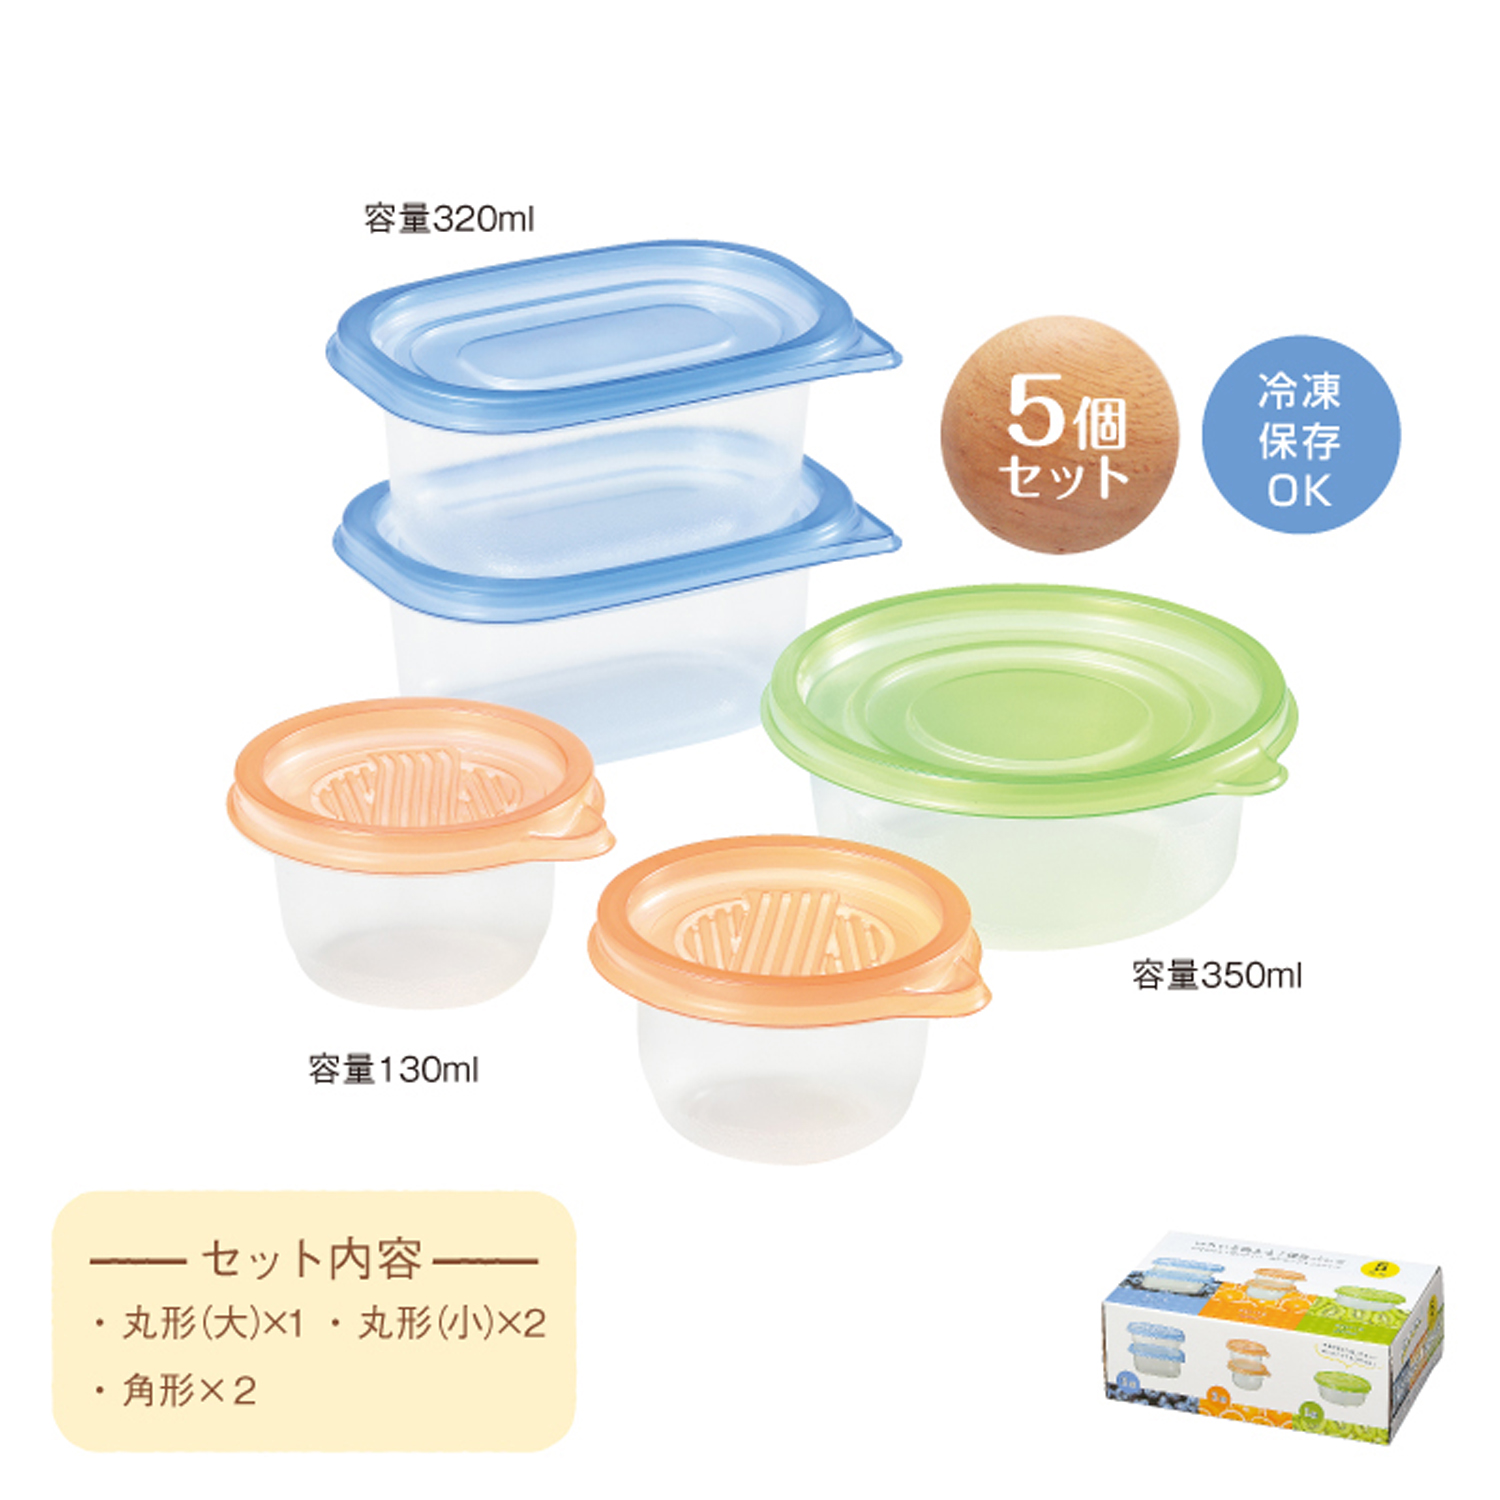 容量320ml
5個
セット
冷凍
保存
OK
容量350ml
容量130ml
セット内容
・丸形(大)×1 ・丸形(小)×2
・角形×2